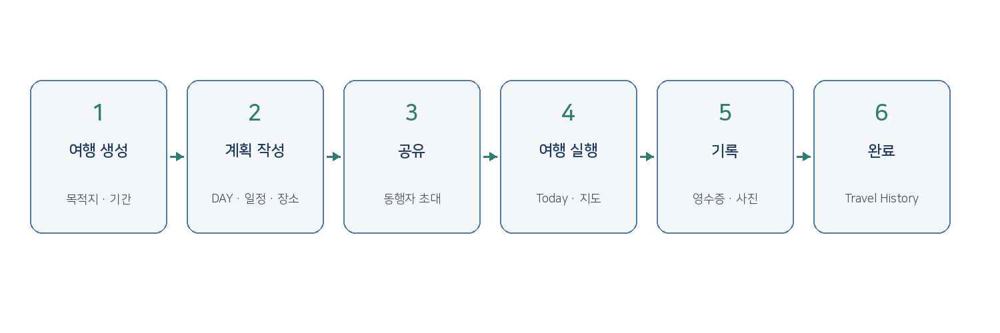 1
여행 생성
목적지 · 기간
2
계획 작성
DAY · 일정 · 장소
3
공유
동행자 초대
4
여행 실행
Today · 지도
5
기록
영수증 · 사진
6
완료
Travel History